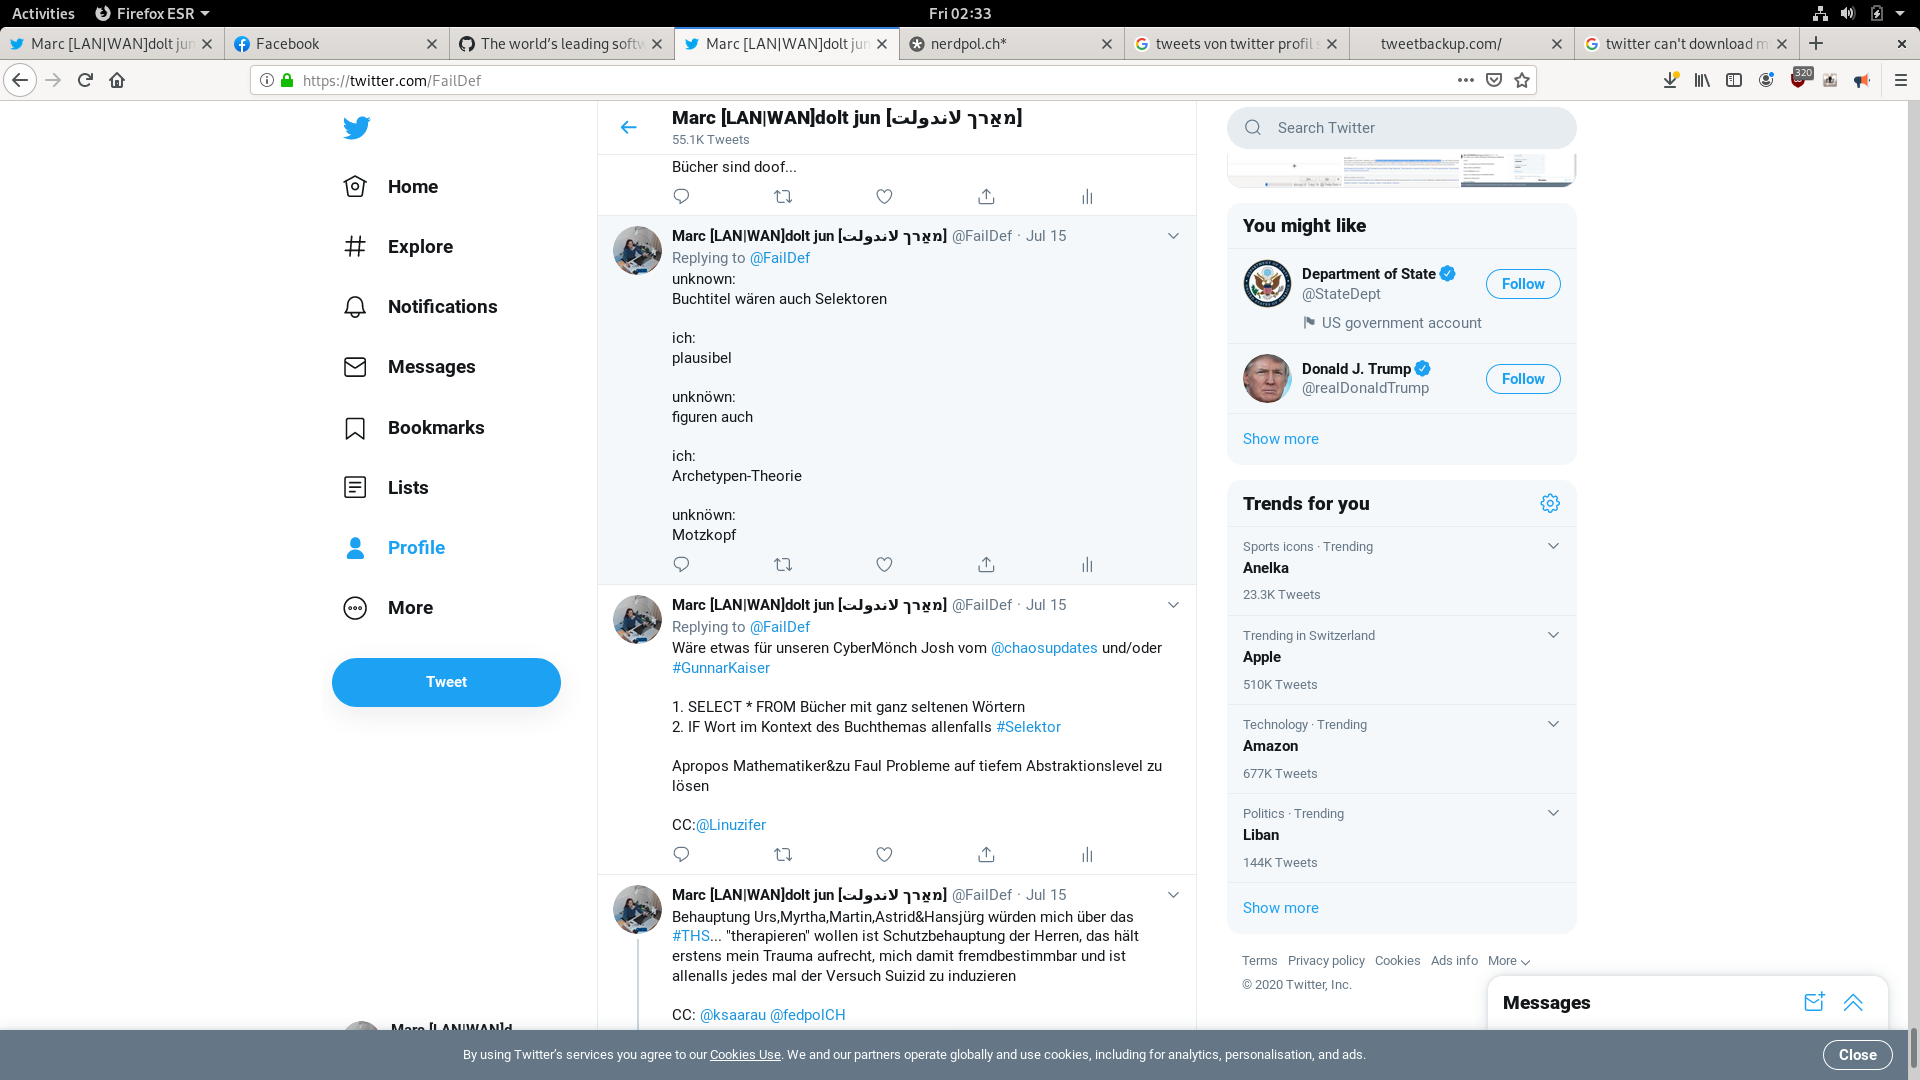 Activities
Firefox ESR
Fri 02:33
Marc [LAN|WAN]dolt jun
Facebook
The world's leading softw
Marc [LAN|WAN]dolt jun
nerdpol.ch*
tweets von twitter profil s
tweetbackup.com/
twitter can't download m
https://twitter.com/FailDef
320
Home
Explore
Notifications
Messages
Bookmarks
Lists
Profile
More
Tweet
Marc [LAN|WAN]d
Marc [LAN|WAN]dolt jun [מאַרך לאנדולת]
55.1K Tweets
Bücher sind doof...
Marc [LAN|WAN]dolt jun [מאַרך לאנדולת] @FailDef · Jul 15
Replying to @FailDef
unknown:
Buchtitel wären auch Selektoren
ich:
plausibel
unknöwn:
figuren auch
ich:
Archetypen-Theorie
unknöwn:
Motzkopf
Marc [LAN|WAN]dolt jun [מאַרך לאנדולת] @FailDef · Jul 15
Replying to @FailDef
Wäre etwas für unseren CyberMönch Josh vom @chaosupdates und/oder
#GunnarKaiser
1. SELECT * FROM Bücher mit ganz seltenen Wörtern
2. IF Wort im Kontext des Buchthemas allenfalls #Selektor
Apropos Mathematiker&zu Faul Probleme auf tiefem Abstraktionslevel zu
lösen
CC:@Linuzifer
Marc [LAN|WAN]dolt jun [מאַרך לאנדולת] @FailDef · Jul 15
Behauptung Urs,Myrtha,Martin,Astrid&Hansjürg würden mich über das
#THS... "therapieren" wollen ist Schutzbehauptung der Herren, das hält
erstens mein Trauma aufrecht, mich damit fremdbestimmbar und ist
allenalls jedes mal der Versuch Suizid zu induzieren
CC: @ksaarau @fedpolCH
Search Twitter
You might like
Department of State
@StateDept
US government account
Follow
Donald J. Trump
@realDonaldTrump
Follow
Show more
Trends for you
Sports icons · Trending
Anelka
23.3K Tweets
Trending in Switzerland
Apple
510K Tweets
Technology · Trending
Amazon
677K Tweets
Politics · Trending
Liban
144K Tweets
Show more
Terms Privacy policy Cookies Ads info More
© 2020 Twitter, Inc.
Messages
By using Twitter's services you agree to our Cookies Use. We and our partners operate globally and use cookies, including for analytics, personalisation, and ads.
Close